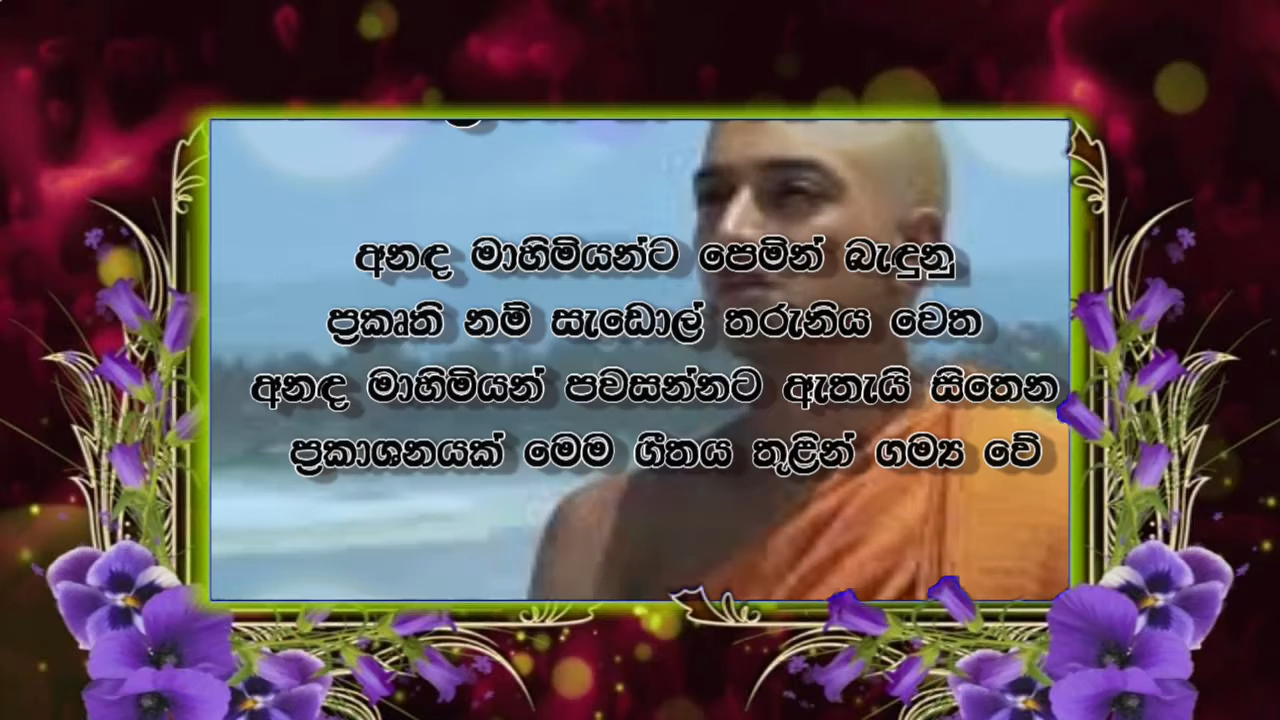 අනඳ මාහිමියන්ට පෙමින් බැඳුනු
ප්‍රකෘති නම් සැඩොල් තරුනිය වෙත
අනඳ මාහිමියන් පවසන්නට ඇතැයි සිතෙන
ප්‍රකාශනයක් මෙම ගීතය තුළින් ගම්‍ය වේ